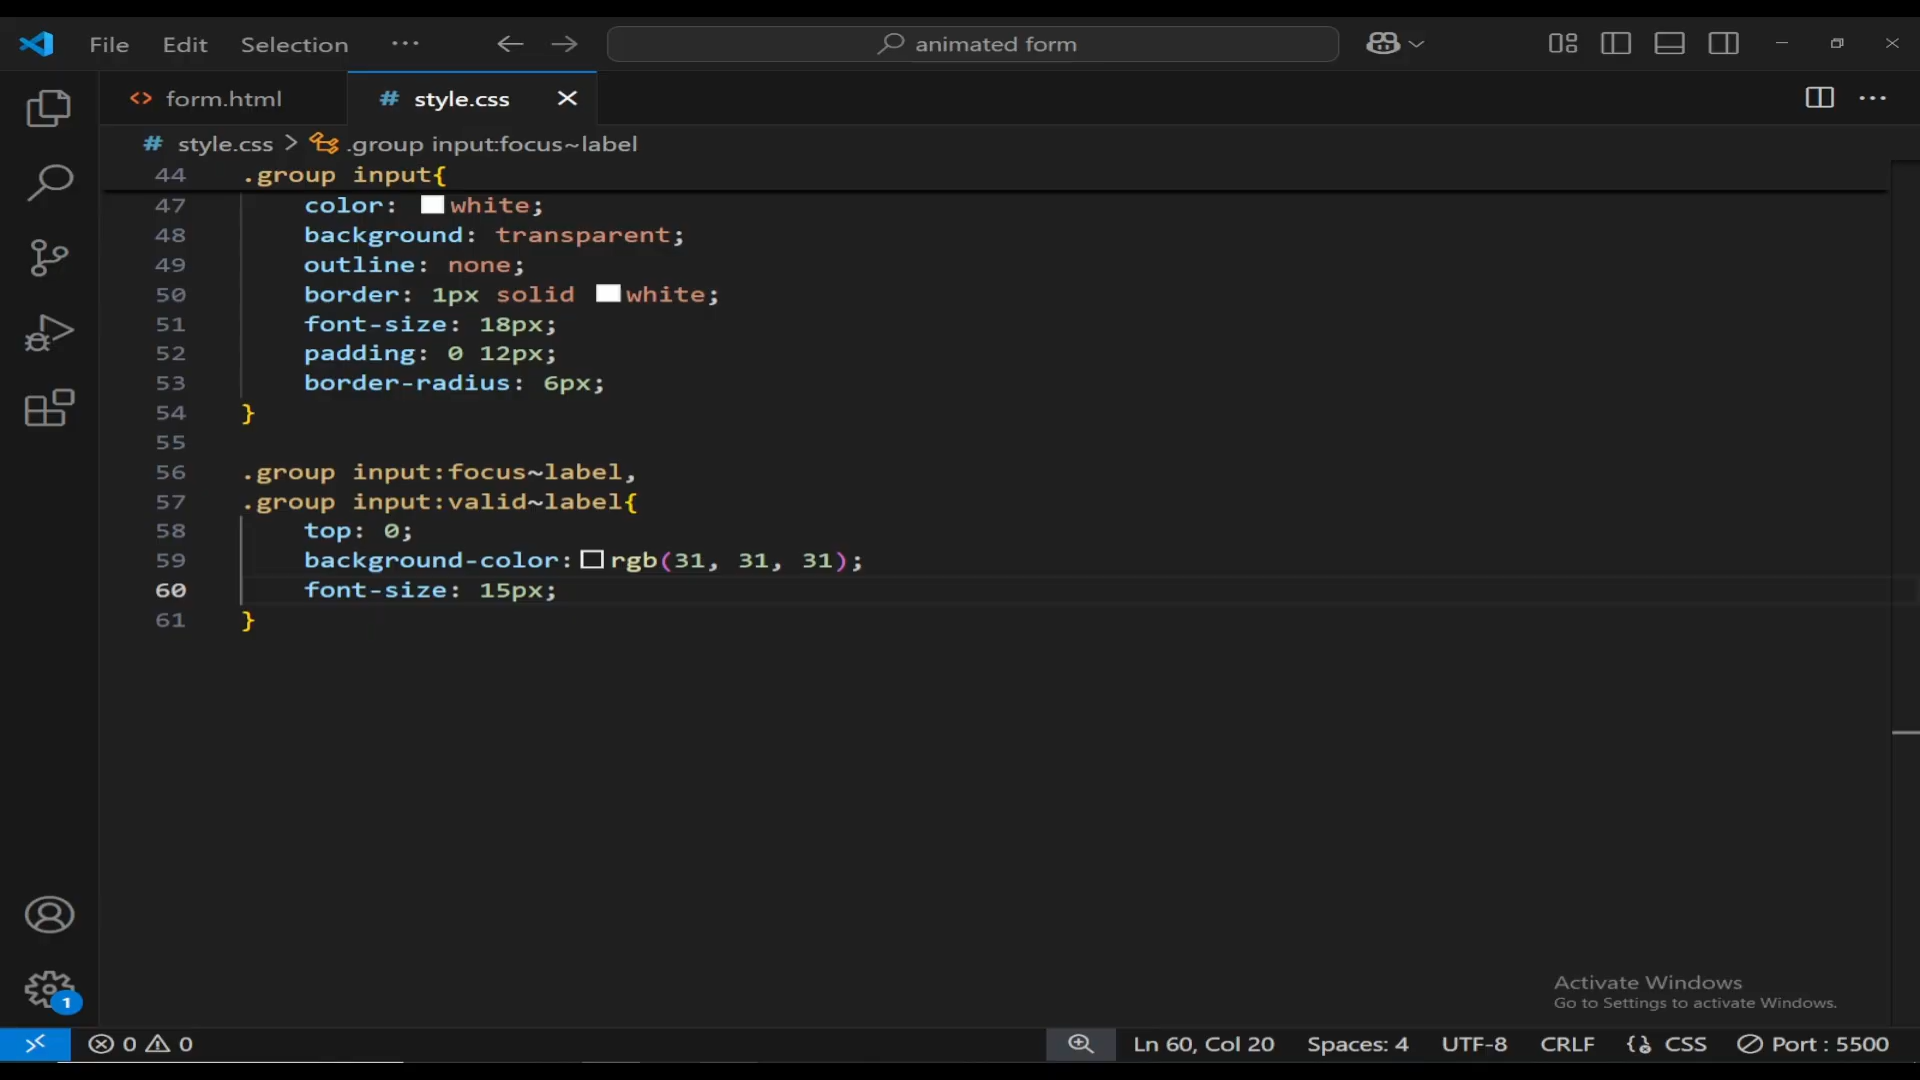 File Edit Selection ··· animated form
form.html # style.css
# style.css > .group input:focus~label
44 .group input{
47 color: white;
48 background: transparent;
49 outline: none;
50 border: 1px solid white;
51 font-size: 18px;
52 padding: 0 12px;
53 border-radius: 6px;
54 }
55
56 .group input:focus~label,
57 .group input:valid~label{
58 top: 0;
59 background-color: rgb(31, 31, 31);
60 font-size: 15px;
61 }
Activate Windows
Go to Settings to activate Windows.
1
0 0 Ln 60, Col 20 Spaces: 4 UTF-8 CRLF CSS Port : 5500